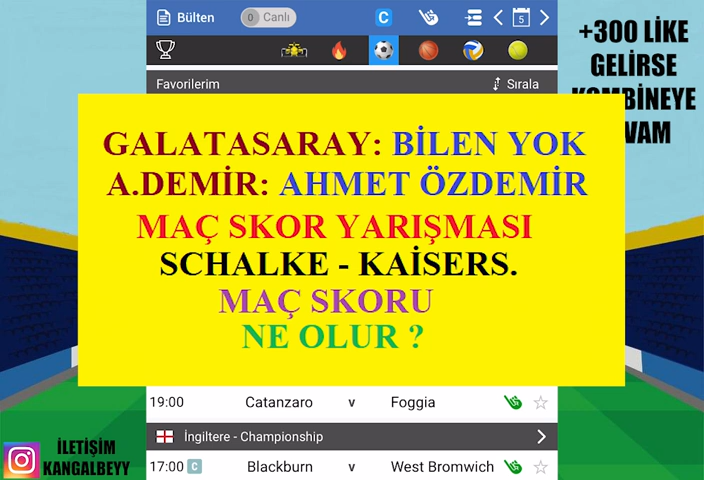 Bülten
0 Canlı
C
5
+300 LİKE
GELİRSE
Favorilerim
Sırala
GALATASARAY: BİLEN YOK
A.DEMİR: AHMET ÖZDEMİR
MAÇ SKOR YARIŞMASI
SCHALKE - KAİSERS.
MAÇ SKORU
NE OLUR ?
19:00 Catanzaro v Foggia
İngiltere - Championship
17:00 C Blackburn v West Bromwich
İLETİŞİM
KANGALBEYY